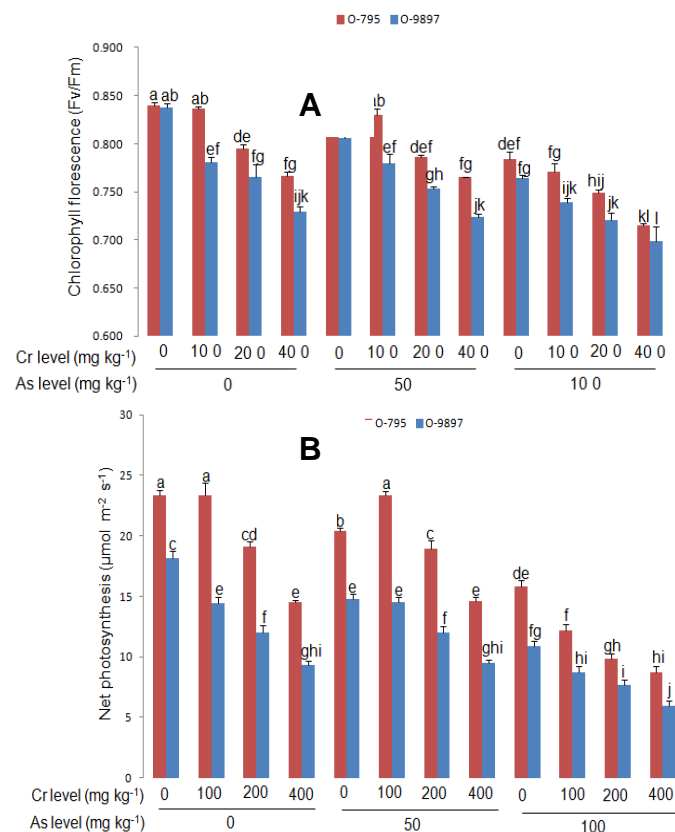 O-795 O-9897
A
Chlorophyll florescence (Fv/Fm)
0.900
0.850
0.800
0.750
0.700
0.650
0.600
a ab ab ef de fg fg ijk
ab ef def gh fg jk
def fg fg ijk hij jk kl l
Cr level (mg kg-1) 0 10 0 20 0 40 0 0 10 0 20 0 40 0 0 10 0 20 0 40 0
As level (mg kg-1) 0 50 10 0
O-795 O-9897
B
Net photosynthesis (µmol m-2 s-1)
30
25
20
15
10
5
0
a c a e cd f e ghi
b e a e c f e ghi
de fg f hi gh i hi j
Cr level (mg kg-1) 0 100 200 400 0 100 200 400 0 100 200 400
As level (mg kg-1) 0 50 100